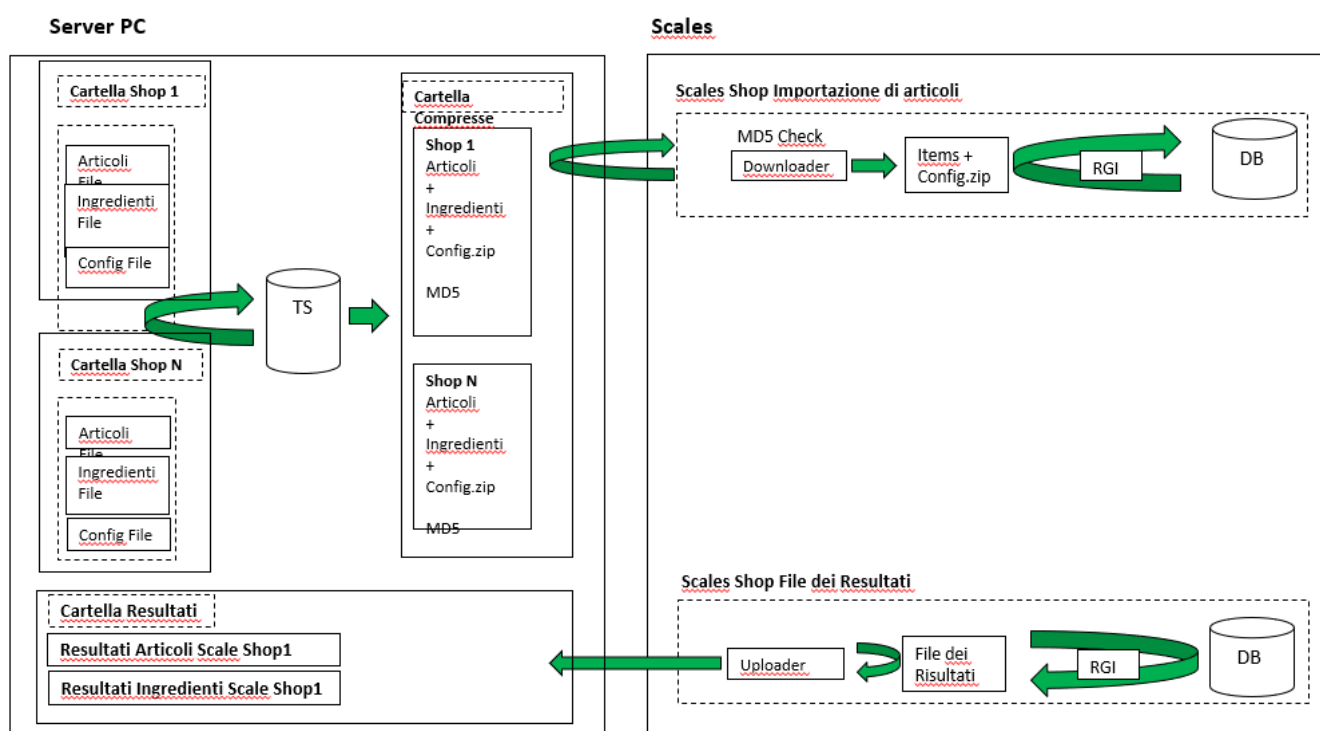 Server PC
Cartella Shop 1
Articoli
File
Ingredienti
File
Config File
Cartella Shop N
Articoli
File
Ingredienti
File
Config File
TS
Cartella
Compresse
Shop 1
Articoli
+
Ingredienti
+
Config.zip
MD5
Shop N
Articoli
+
Ingredienti
+
Config.zip
MD5
Cartella Resultati
Resultati Articoli Scale Shop1
Resultati Ingredienti Scale Shop1
Scales
Scales Shop Importazione di articoli
MD5 Check
Downloader
Items +
Config.zip
RGI
DB
Scales Shop File dei Resultati
Uploader
File dei
Risultati
RGI
DB